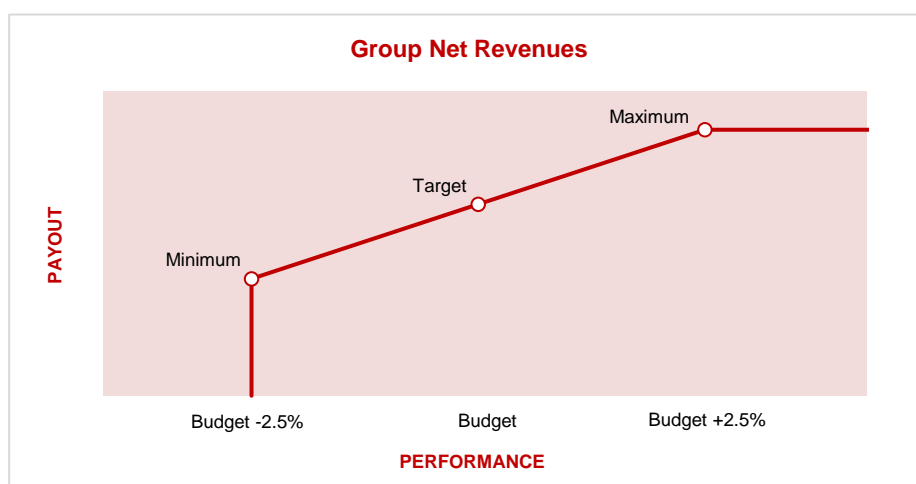 Group Net Revenues
Maximum
Target
Minimum
PAYOUT
Budget -2.5%
Budget
Budget +2.5%
PERFORMANCE